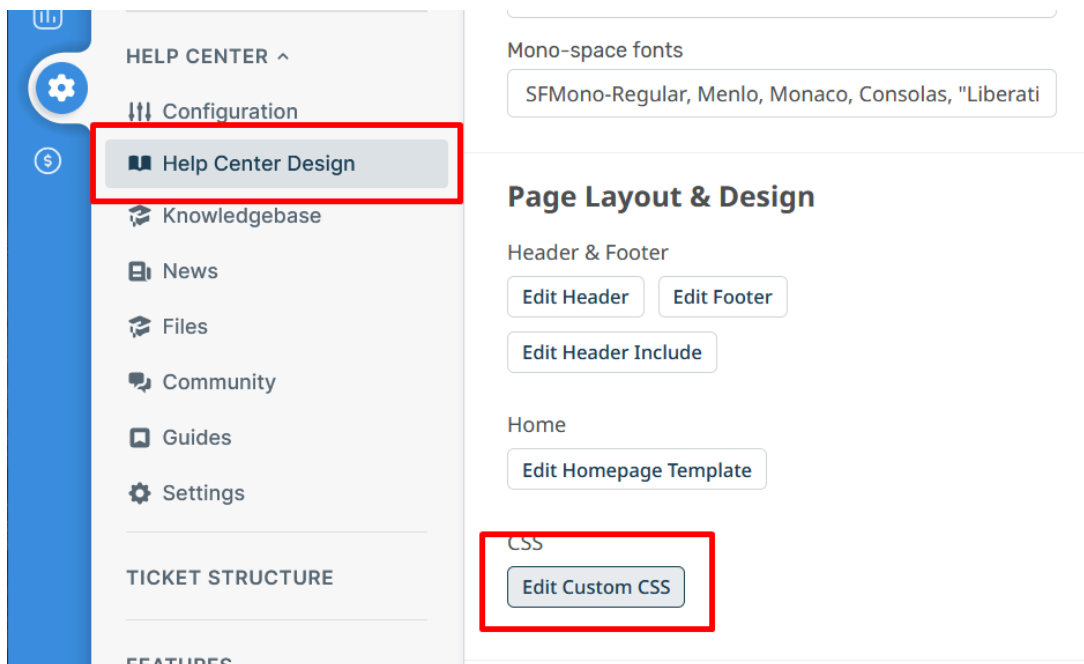 HELP CENTER
Configuration
Help Center Design
Knowledgebase
News
Files
Community
Guides
Settings
TICKET STRUCTURE
FEATURES
Mono-space fonts
SFMono-Regular, Menlo, Monaco, Consolas, "Liberati
Page Layout & Design
Header & Footer
Edit Header
Edit Footer
Edit Header Include
Home
Edit Homepage Template
CSS
Edit Custom CSS